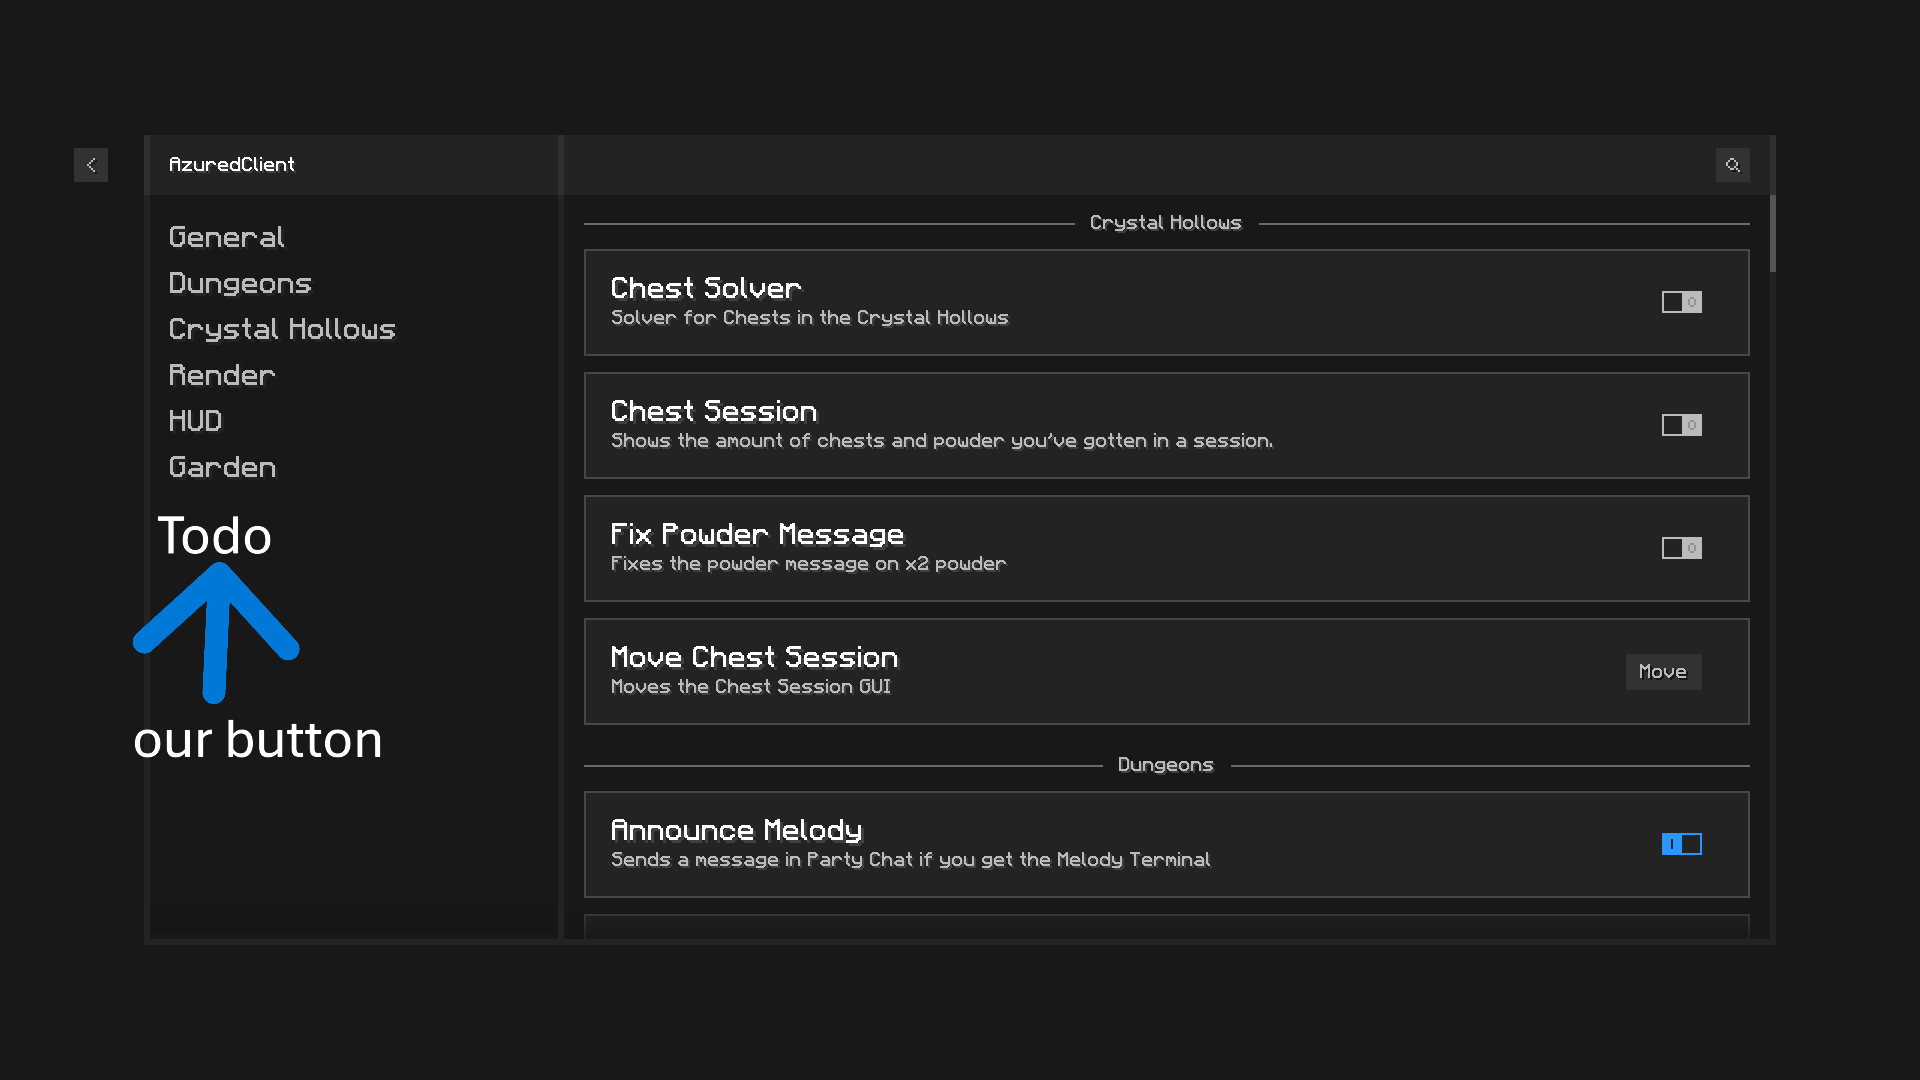 AzuredClient
General
Dungeons
Crystal Hollows
Render
HUD
Garden
Todo
our button
Crystal Hollows
Chest Solver
Solver for Chests in the Crystal Hollows
Chest Session
Shows the amount of chests and powder you've gotten in a session.
Fix Powder Message
Fixes the powder message on x2 powder
Move Chest Session
Moves the Chest Session GUI
Move
Dungeons
Announce Melody
Sends a message in Party Chat if you get the Melody Terminal